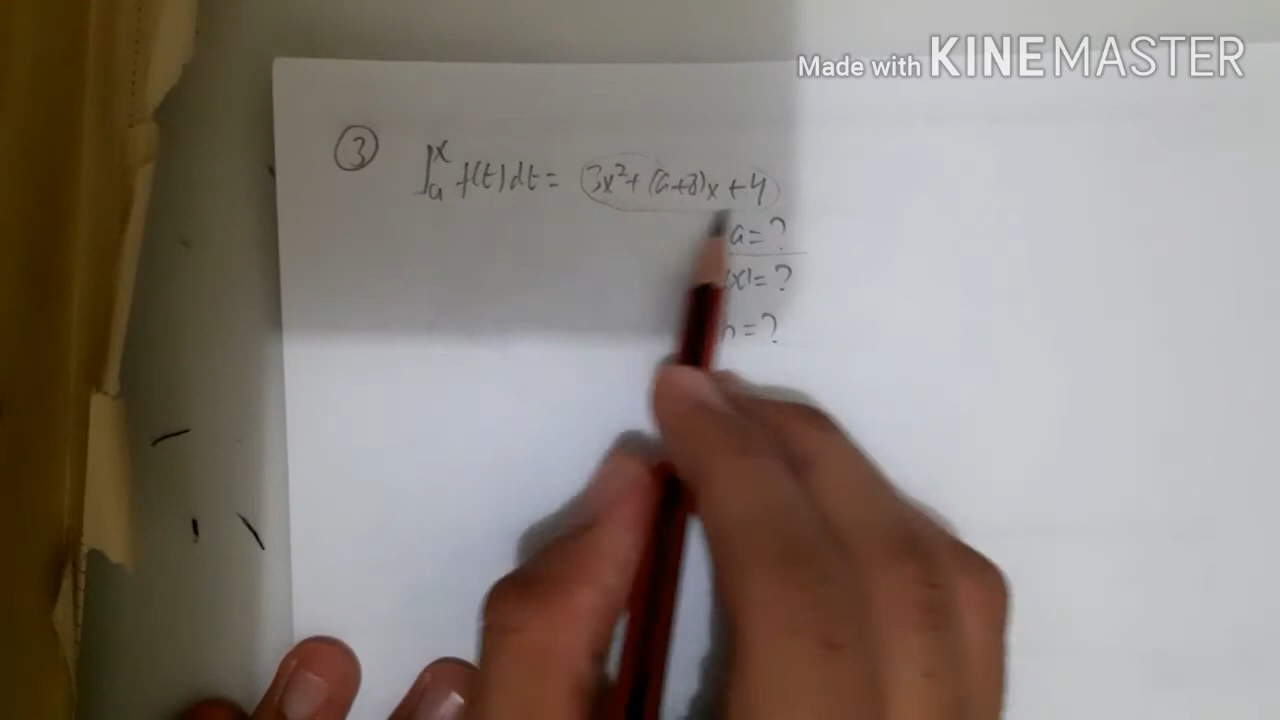 Made with KINEMASTER
③ ∫ₐˣ f(t)dt = 3x²+(a+8)x+4
a=?
(x)=?
=?